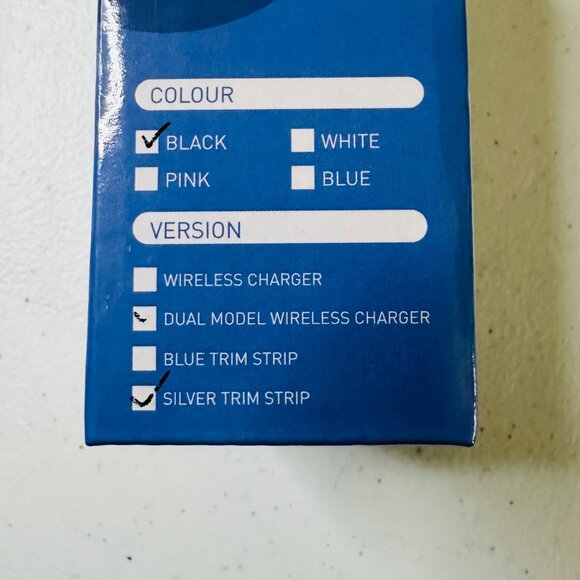 COLOUR
BLACK WHITE
PINK BLUE
VERSION
WIRELESS CHARGER
DUAL MODEL WIRELESS CHARGER
BLUE TRIM STRIP
SILVER TRIM STRIP